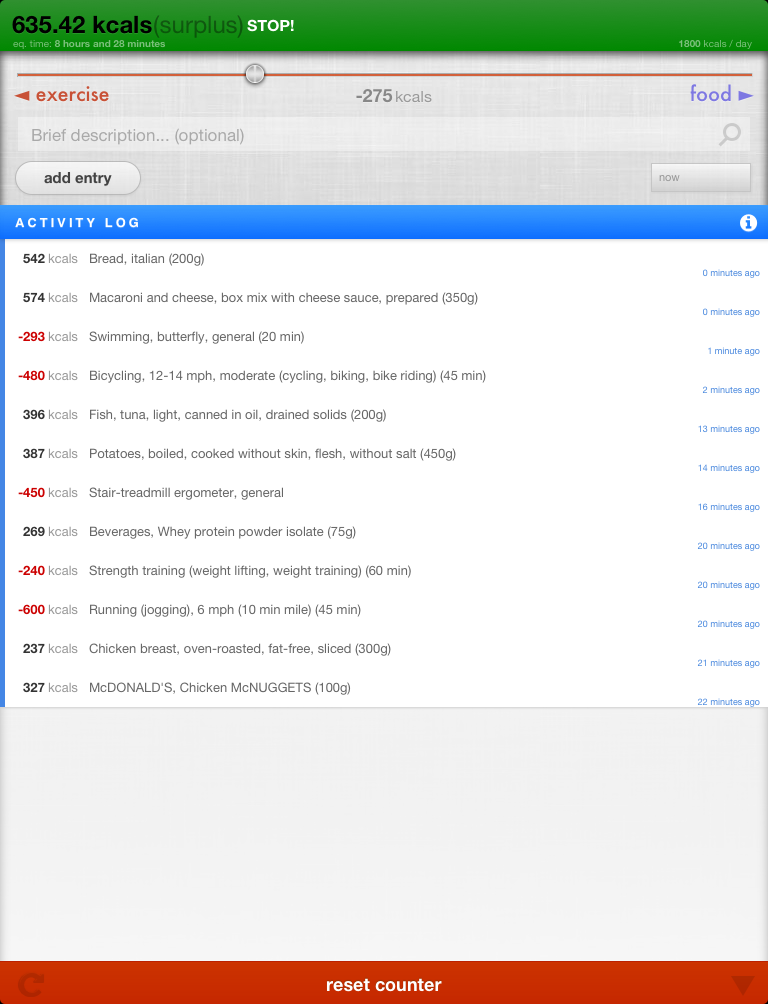 635.42 kcals(surplus) STOP!
eq. time: 8 hours and 28 minutes 1800 kcals / day
◄ exercise -275 kcals food ►
Brief description... (optional)
add entry now
ACTIVITY LOG i
542 kcals Bread, italian (200g)
0 minutes ago
574 kcals Macaroni and cheese, box mix with cheese sauce, prepared (350g)
0 minutes ago
-293 kcals Swimming, butterfly, general (20 min)
1 minute ago
-480 kcals Bicycling, 12-14 mph, moderate (cycling, biking, bike riding) (45 min)
2 minutes ago
396 kcals Fish, tuna, light, canned in oil, drained solids (200g)
13 minutes ago
387 kcals Potatoes, boiled, cooked without skin, flesh, without salt (450g)
14 minutes ago
-450 kcals Stair-treadmill ergometer, general
16 minutes ago
269 kcals Beverages, Whey protein powder isolate (75g)
20 minutes ago
-240 kcals Strength training (weight lifting, weight training) (60 min)
20 minutes ago
-600 kcals Running (jogging), 6 mph (10 min mile) (45 min)
20 minutes ago
237 kcals Chicken breast, oven-roasted, fat-free, sliced (300g)
21 minutes ago
327 kcals McDONALD'S, Chicken McNUGGETS (100g)
22 minutes ago
reset counter